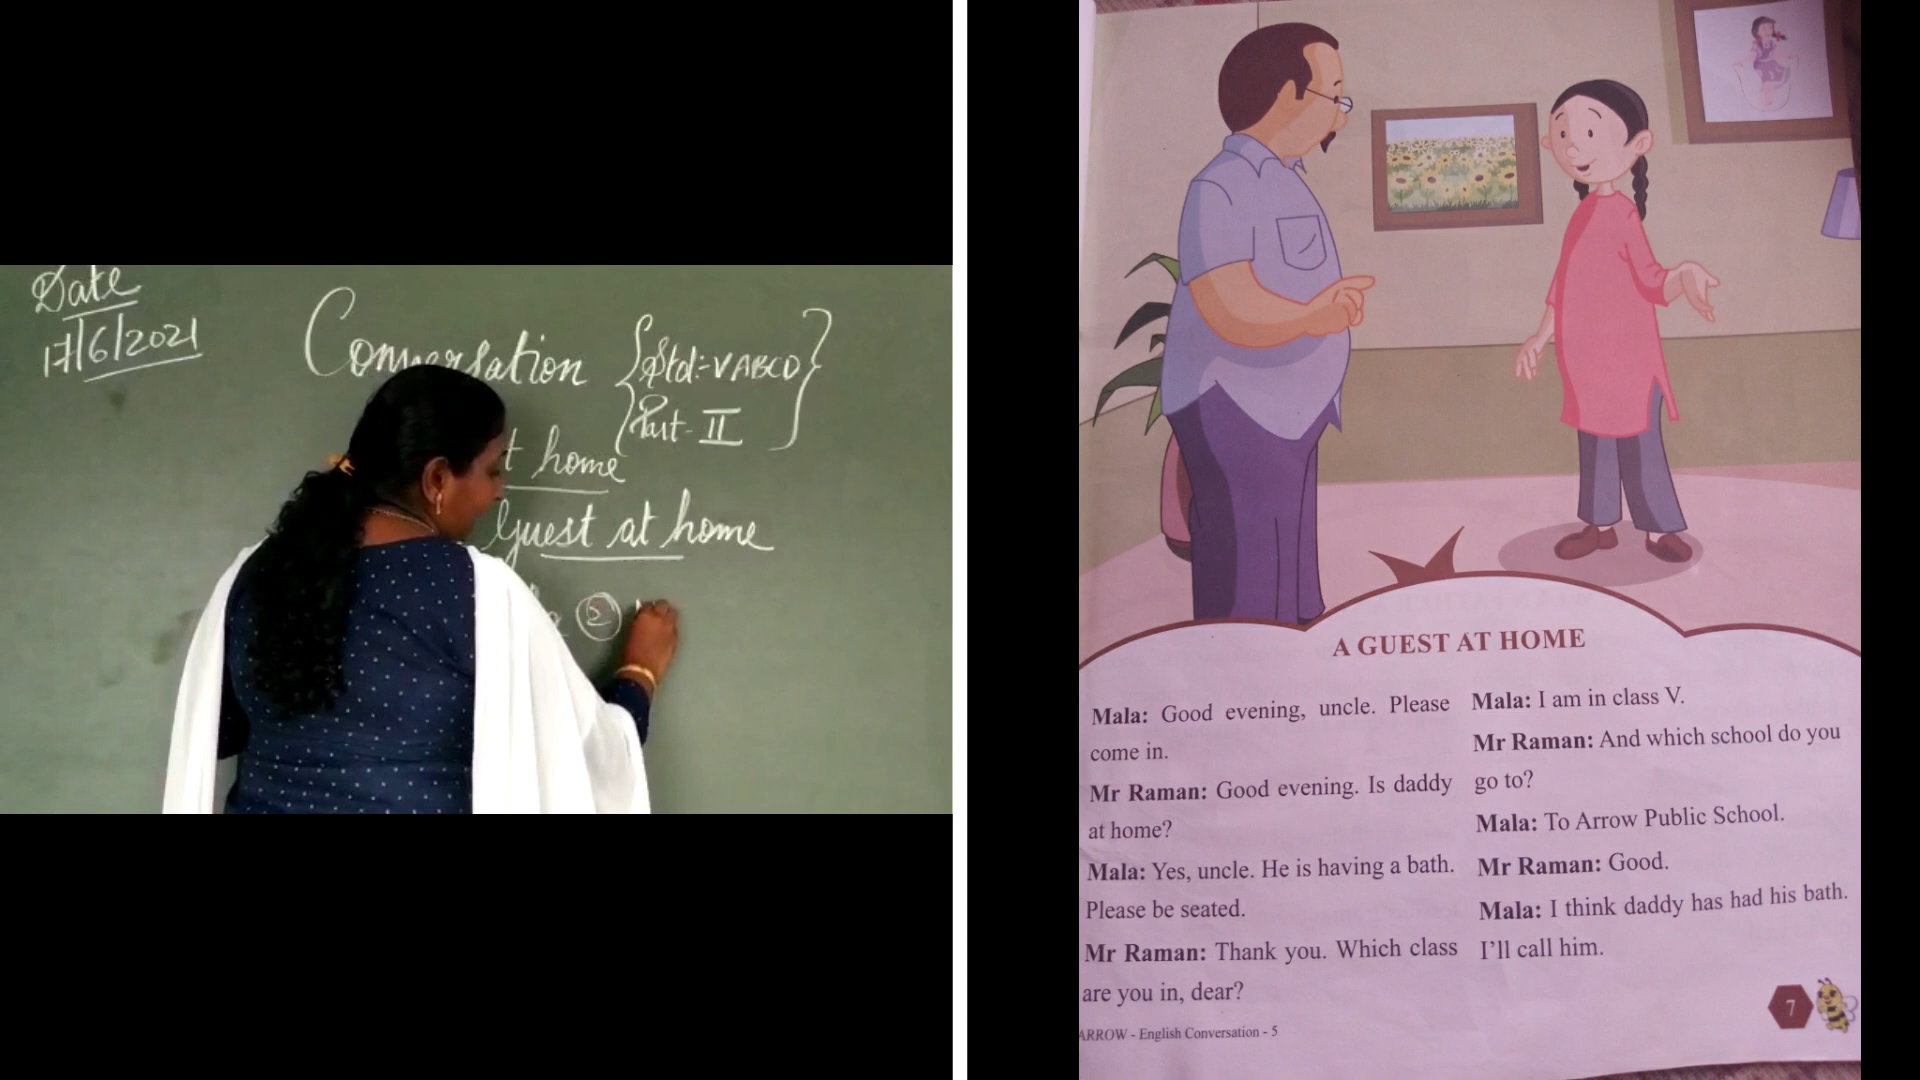 Date
17/6/2021
Conversation
Std:- V ABCD
Part- II
home
Guest at home
2
A GUEST AT HOME
Mala: Good evening, uncle. Please
come in.
Mr Raman: Good evening. Is daddy
at home?
Mala: Yes, uncle. He is having a bath.
Please be seated.
Mr Raman: Thank you. Which class
are you in, dear?
Mala: I am in class V.
Mr Raman: And which school do you
go to?
Mala: To Arrow Public School.
Mr Raman: Good.
Mala: I think daddy has had his bath.
I'll call him.
ARROW - English Conversation - 5
7